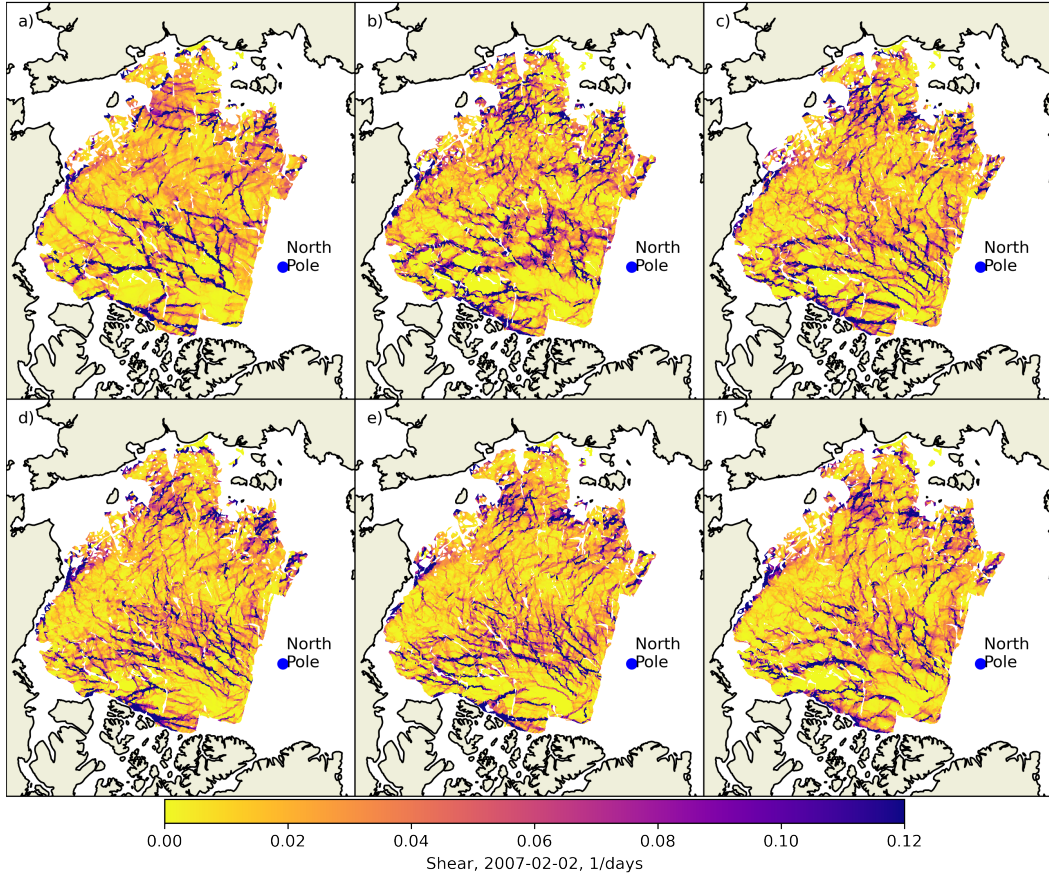 a)
b)
c)
North
Pole
North
Pole
North
Pole
d)
e)
f)
North
Pole
North
Pole
North
Pole
0.00 0.02 0.04 0.06 0.08 0.10 0.12
Shear, 2007-02-02, 1/days